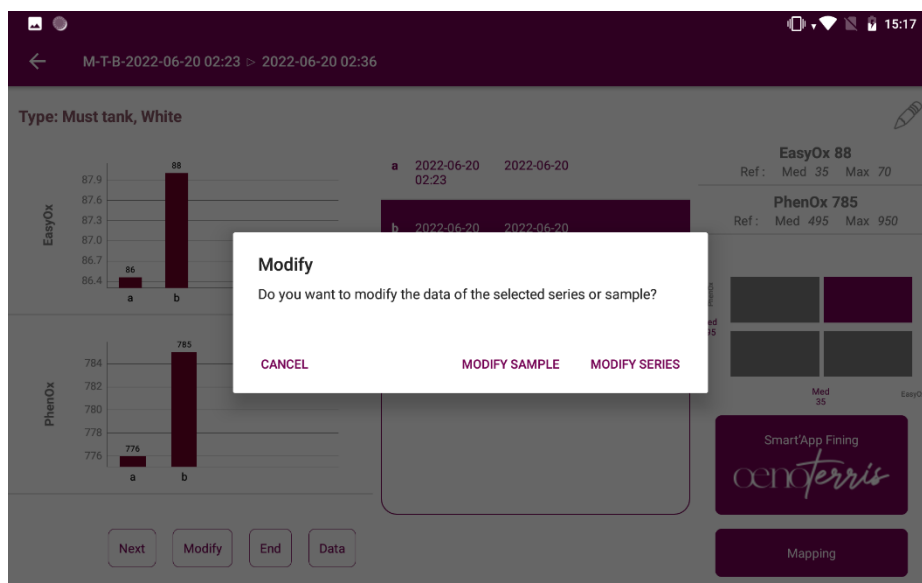 15:17
M-T-B-2022-06-20 02:23 ▷ 2022-06-20 02:36
Type: Must tank, White
EasyOx
87.9
87.6
87.3
87.0
86.7
86.4
86
88
a
b
PhenOx
784
782
780
778
776
776
785
a
b
a 2022-06-20 02:23 2022-06-20
b 2022-06-20 2022-06-20
EasyOx 88
Ref : Med 35 Max 70
PhenOx 785
Ref : Med 495 Max 950
Modify
Do you want to modify the data of the selected series or sample?
CANCEL
MODIFY SAMPLE
MODIFY SERIES
PhenOx
Med
35
Smart'App Fining
oenoterris
Next
Modify
End
Data
Mapping